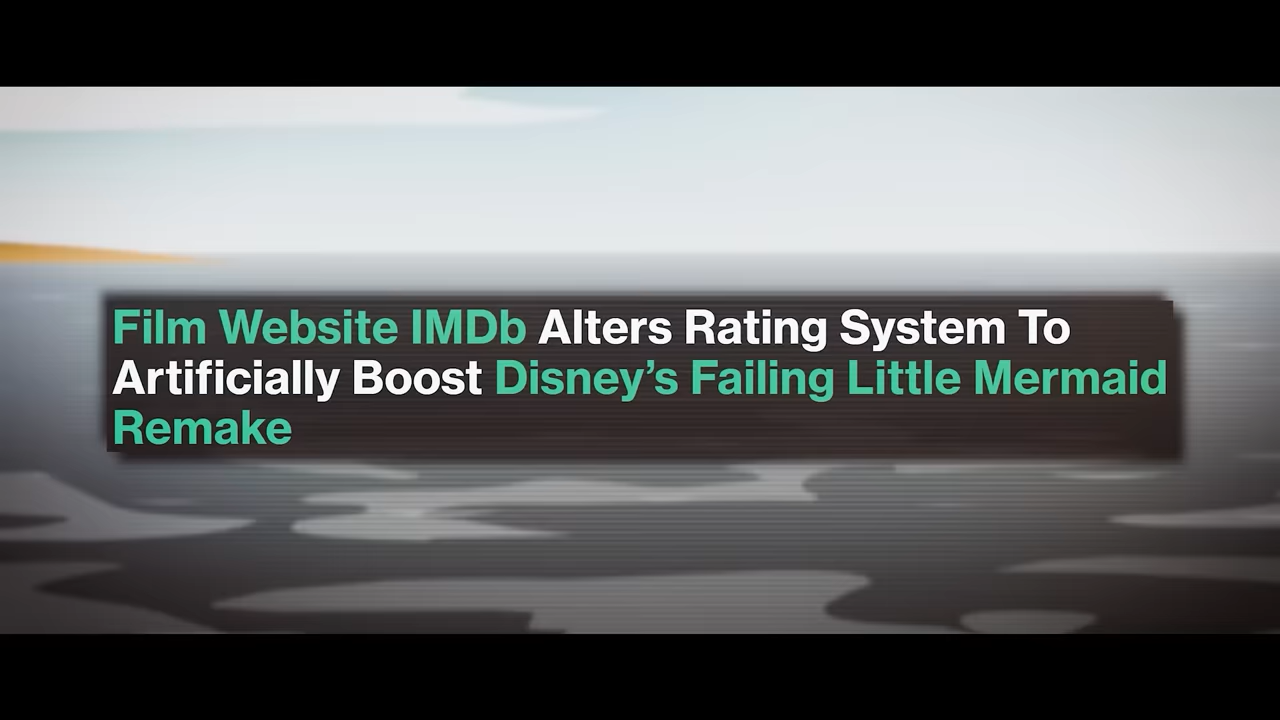 Film Website IMDb Alters Rating System To
Artificially Boost Disney’s Failing Little Mermaid
Remake